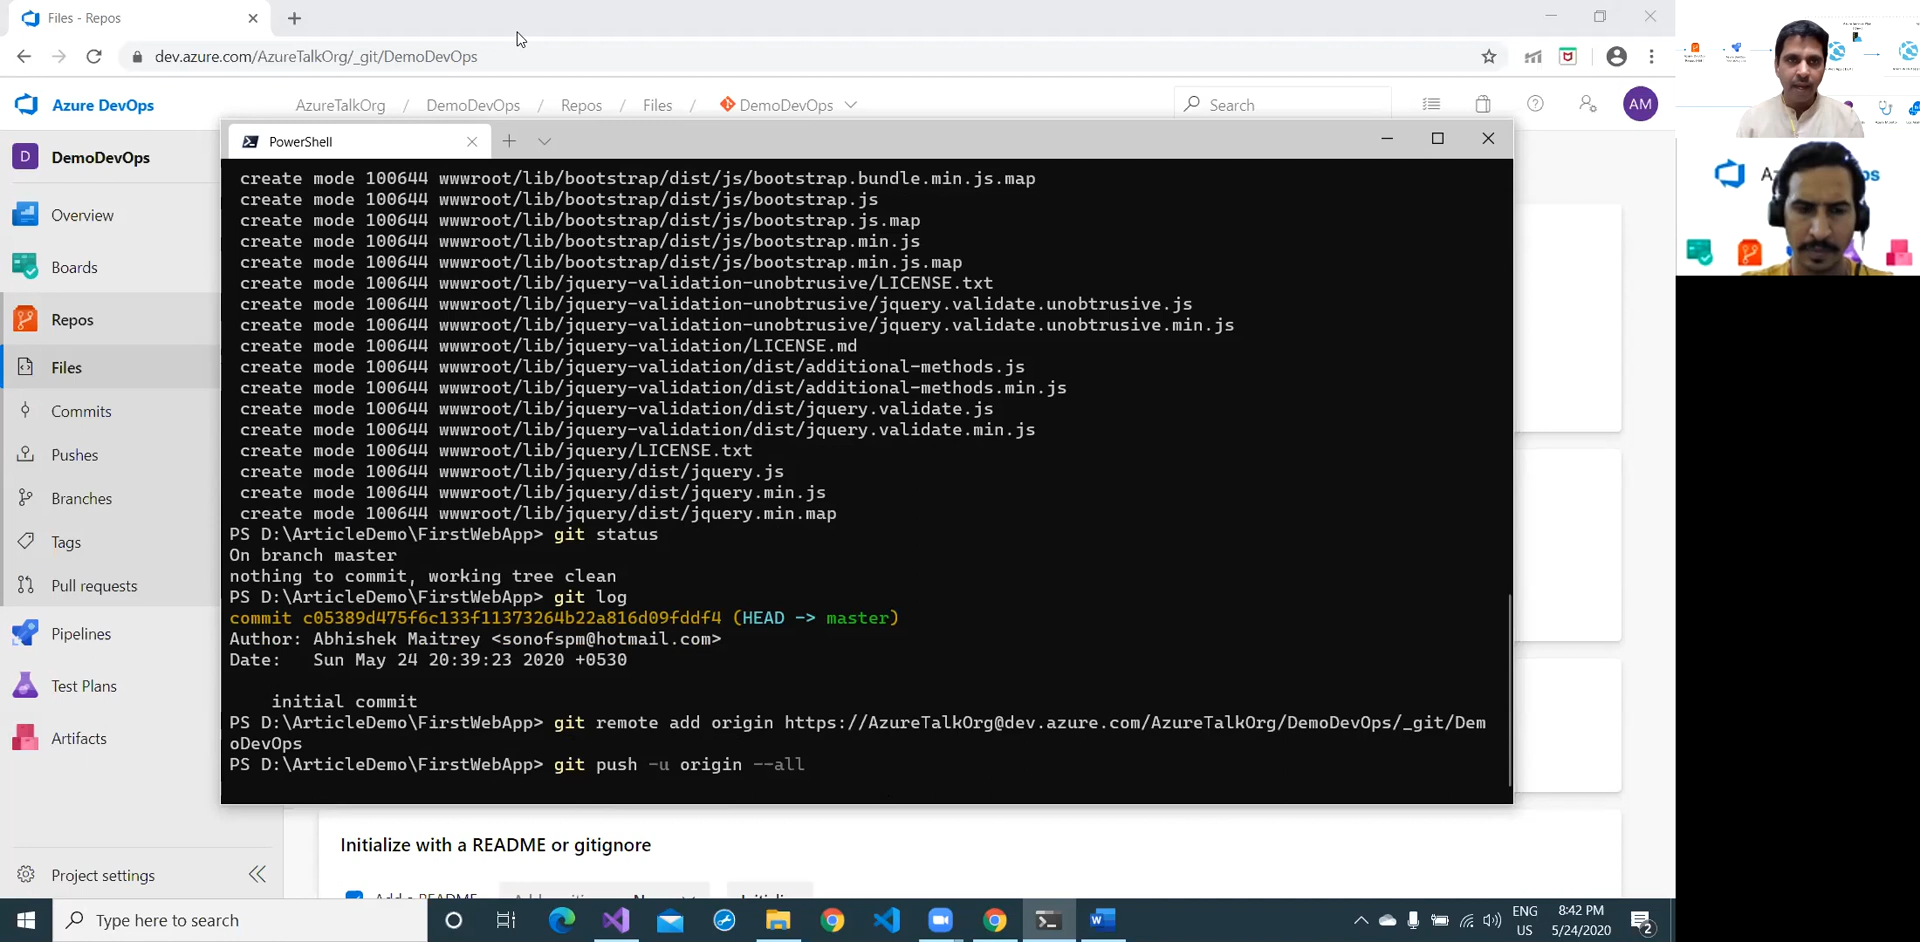 Files - Repos
dev.azure.com/AzureTalkOrg/_git/DemoDevOps
Azure DevOps
AzureTalkOrg / DemoDevOps / Repos / Files / DemoDevOps
Search
AM
D DemoDevOps
Overview
Boards
Repos
Files
Commits
Pushes
Branches
Tags
Pull requests
Pipelines
Test Plans
Artifacts
Project settings
PowerShell
create mode 100644 wwwroot/lib/bootstrap/dist/js/bootstrap.bundle.min.js.map
create mode 100644 wwwroot/lib/bootstrap/dist/js/bootstrap.js
create mode 100644 wwwroot/lib/bootstrap/dist/js/bootstrap.js.map
create mode 100644 wwwroot/lib/bootstrap/dist/js/bootstrap.min.js
create mode 100644 wwwroot/lib/bootstrap/dist/js/bootstrap.min.js.map
create mode 100644 wwwroot/lib/jquery-validation-unobtrusive/LICENSE.txt
create mode 100644 wwwroot/lib/jquery-validation-unobtrusive/jquery.validate.unobtrusive.js
create mode 100644 wwwroot/lib/jquery-validation-unobtrusive/jquery.validate.unobtrusive.min.js
create mode 100644 wwwroot/lib/jquery-validation/LICENSE.md
create mode 100644 wwwroot/lib/jquery-validation/dist/additional-methods.js
create mode 100644 wwwroot/lib/jquery-validation/dist/additional-methods.min.js
create mode 100644 wwwroot/lib/jquery-validation/dist/jquery.validate.js
create mode 100644 wwwroot/lib/jquery-validation/dist/jquery.validate.min.js
create mode 100644 wwwroot/lib/jquery/LICENSE.txt
create mode 100644 wwwroot/lib/jquery/dist/jquery.js
create mode 100644 wwwroot/lib/jquery/dist/jquery.min.js
create mode 100644 wwwroot/lib/jquery/dist/jquery.min.map
PS D:\ArticleDemo\FirstWebApp> git status
On branch master
nothing to commit, working tree clean
PS D:\ArticleDemo\FirstWebApp> git log
commit c05389d475f6c133f11373264b22a816d09fddf4 (HEAD -> master)
Author: Abhishek Maitrey <sonofspm@hotmail.com>
Date:   Sun May 24 20:39:23 2020 +0530
initial commit
PS D:\ArticleDemo\FirstWebApp> git remote add origin https://AzureTalkOrg@dev.azure.com/AzureTalkOrg/DemoDevOps/_git/Dem
oDevOps
PS D:\ArticleDemo\FirstWebApp> git push -u origin --all
Initialize with a README or gitignore
Type here to search
ENG
US
8:42 PM
5/24/2020
2